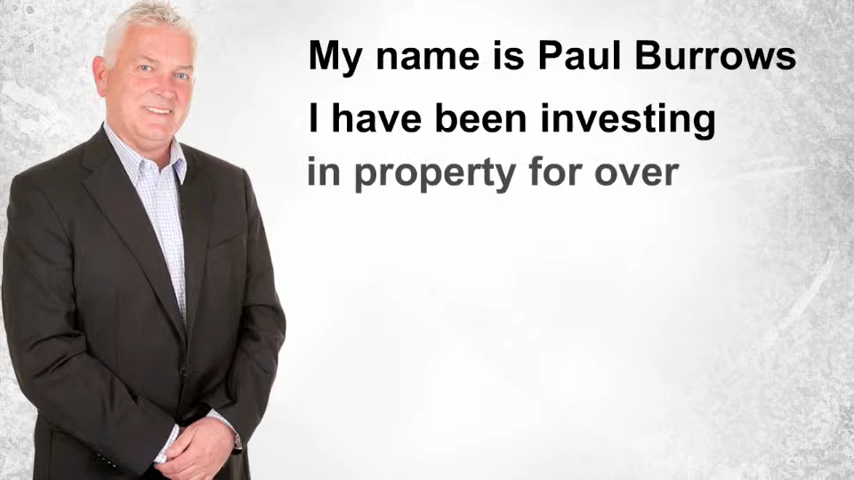 My name is Paul Burrows
I have been investing
in property for over